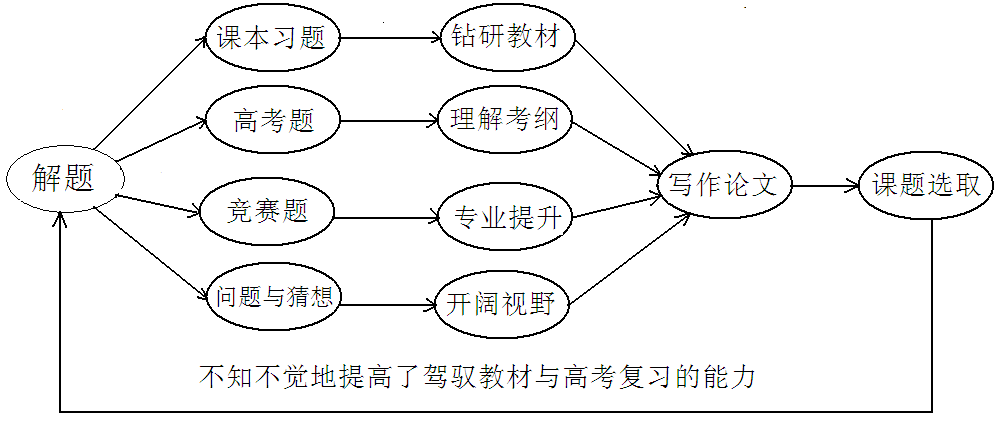 课本习题
钻研教材
高考题
理解考纲
解题
写作论文
课题选取
竞赛题
专业提升
问题与猜想
开阔视野
不知不觉地提高了驾驭教材与高考复习的能力